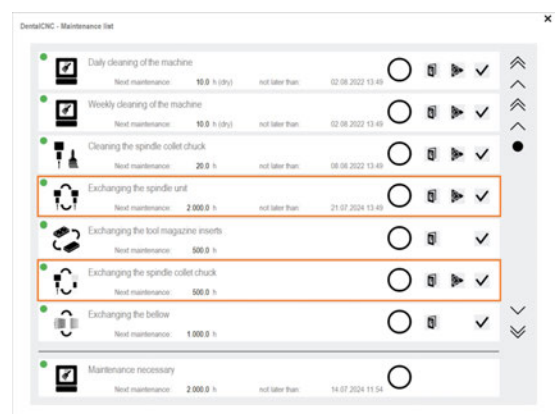 DentalCNC - Maintenance list
Daily cleaning of the machine
Next maintenance: 10.0 h (dry) not later than: 02.08.2022 13:49
Weekly cleaning of the machine
Next maintenance: 10.0 h (dry) not later than: 02.08.2022 13:49
Cleaning the spindle collet chuck
Next maintenance: 20.0 h not later than: 08.08.2022 13:49
Exchanging the spindle unit
Next maintenance: 2 000.0 h not later than: 21.07.2024 13:49
Exchanging the tool magazine inserts
Next maintenance: 500.0 h
Exchanging the spindle collet chuck
Next maintenance: 500.0 h
Exchanging the bellow
Next maintenance: 1 000.0 h
Maintenance necessary
Next maintenance: 2 000.0 h not later than: 14.07.2024 11:54